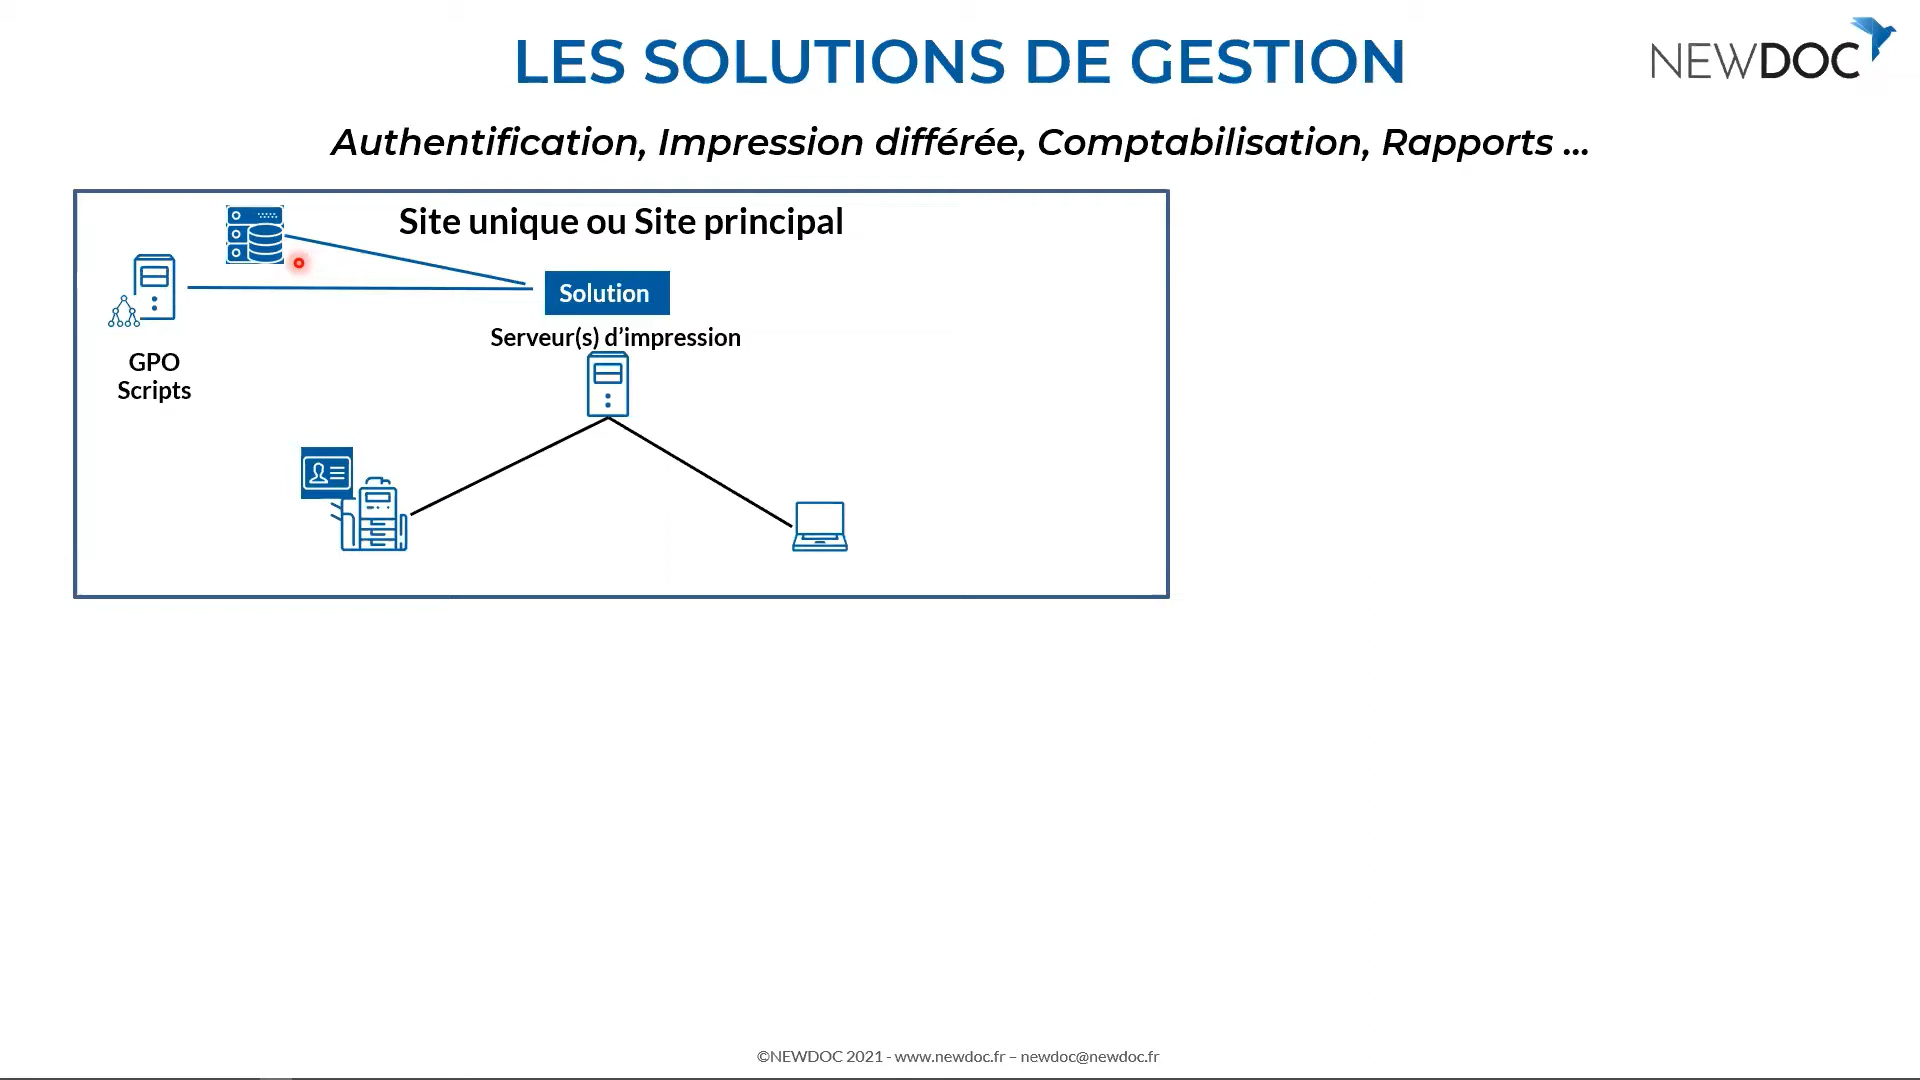 LES SOLUTIONS DE GESTION
NEWDOC
Authentification, Impression différée, Comptabilisation, Rapports ...
Site unique ou Site principal
Solution
Serveur(s) d’impression
GPO
Scripts
©NEWDOC 2021 - www.newdoc.fr – newdoc@newdoc.fr